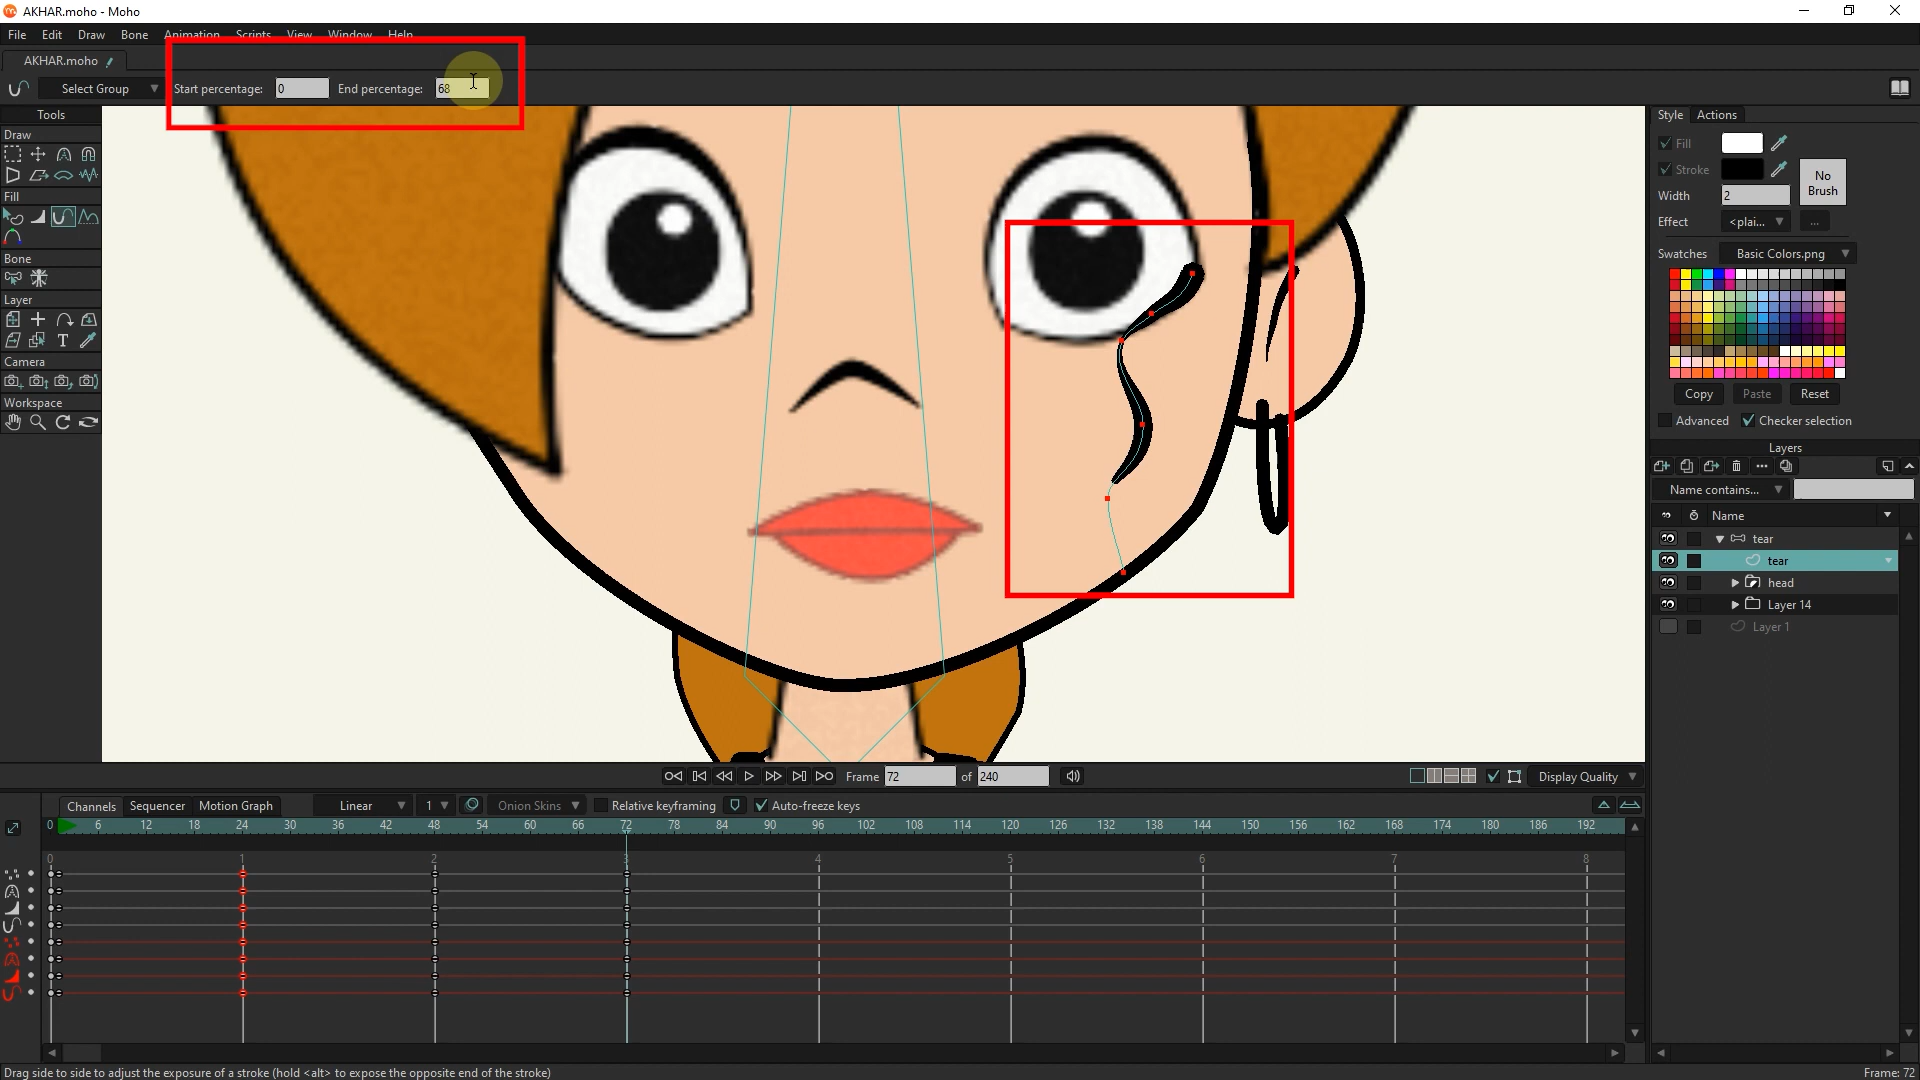 AKHAR.moho - Moho
File Edit Draw Bone Animation Scripts View Window Help
AKHAR.moho
Select Group Start percentage: 0 End percentage: 68
Tools
Draw
Fill
Bone
Layer
Camera
Workspace
Style Actions
Fill
Stroke
No Brush
Width 2
Effect <plai... ...
Swatches Basic Colors.png
Copy Paste Reset
Advanced Checker selection
Layers
Name contains...
Name
tear
tear
head
Layer 14
Layer 1
Frame 72 of 240 Display Quality
Channels Sequencer Motion Graph Linear 1 Onion Skins Relative keyframing Auto-freeze keys
0 6 12 18 24 30 36 42 48 54 60 66 72 78 84 90 96 102 108 114 120 126 132 138 144 150 156 162 168 174 180 186 192
0 1 2 3 4 5 6 7 8
Drag side to side to adjust the exposure of a stroke (hold <alt> to expose the opposite end of the stroke) Frame: 72